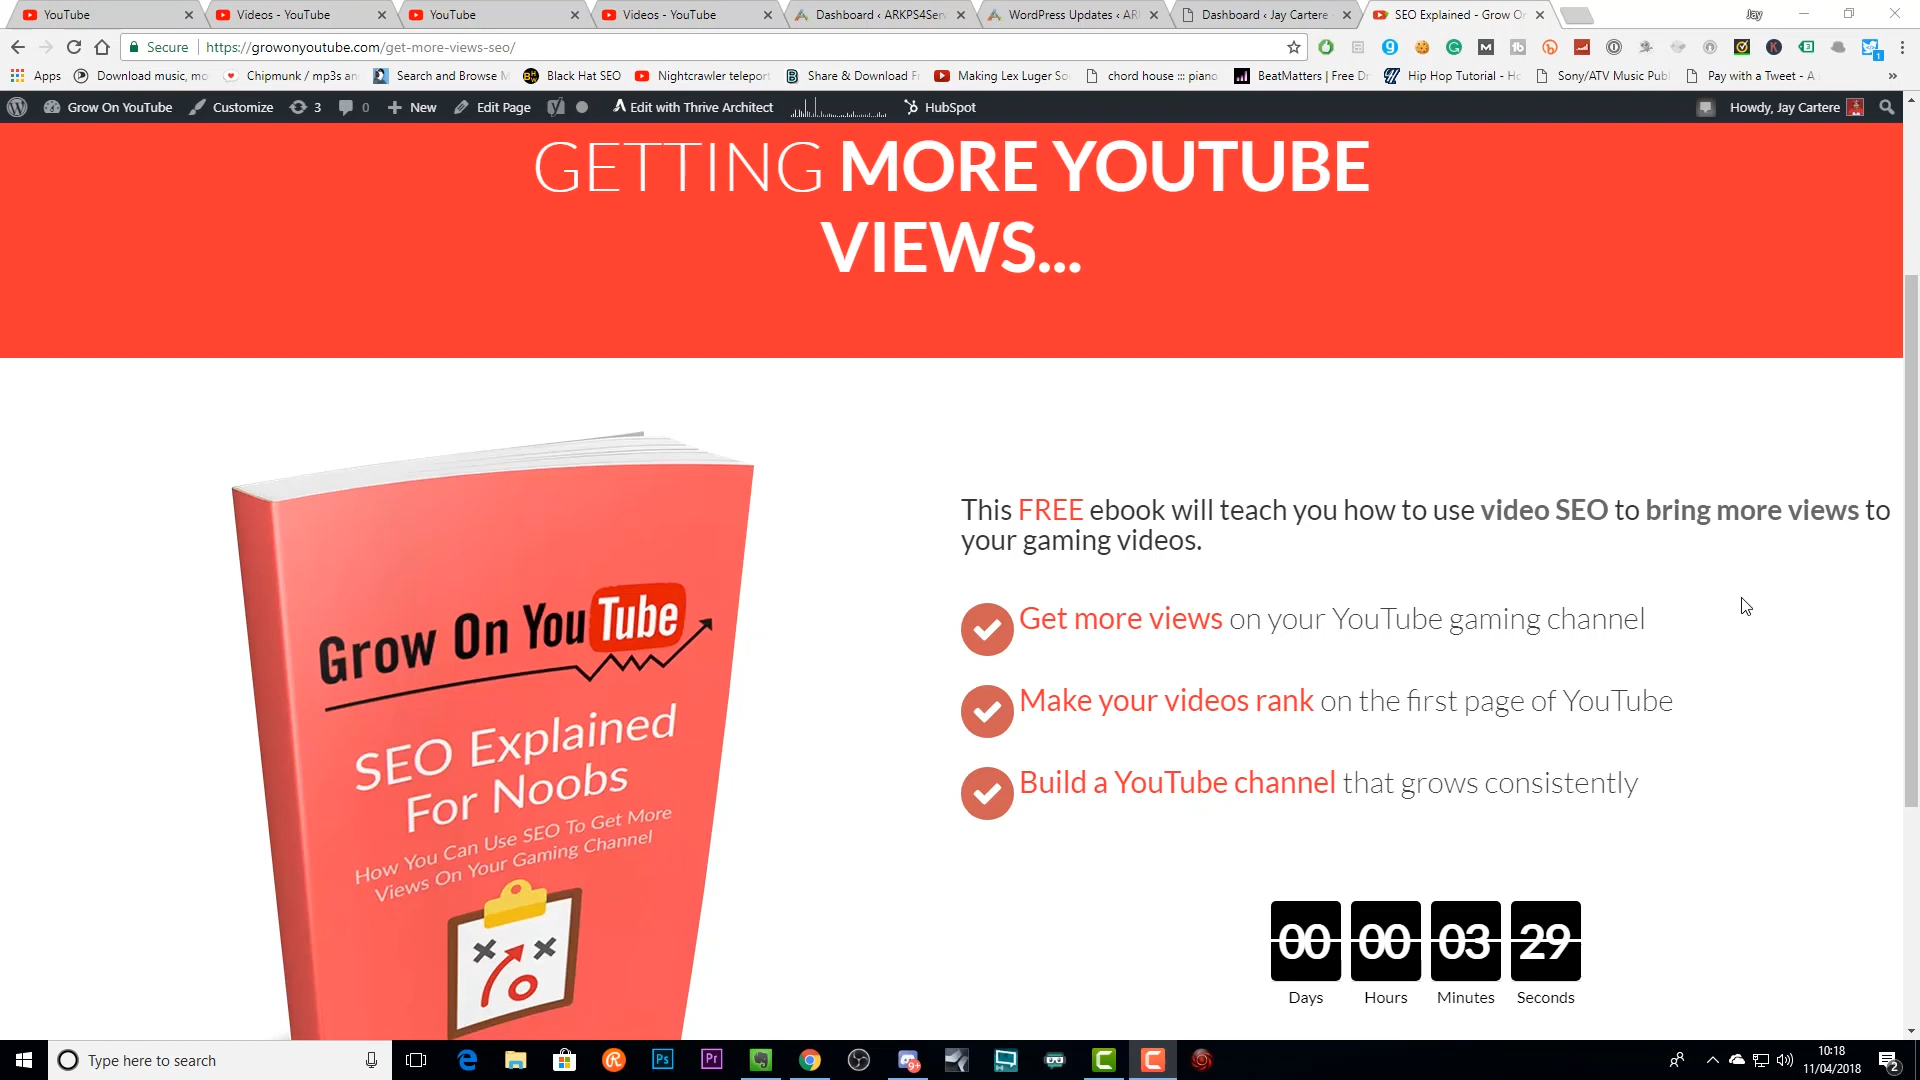 YouTube
Videos - YouTube
YouTube
Videos - YouTube
Dashboard ‹ ARKPS4Ser
WordPress Updates ‹ AR
Dashboard ‹ Jay Cartere
SEO Explained - Grow O
Jay
Secure
https://growonyoutube.com/get-more-views-seo/
Apps
Download music, mo
Chipmunk / mp3s an
Search and Browse M
Black Hat SEO
Nightcrawler teleport
Share & Download F
Making Lex Luger So
chord house ::: piano
BeatMatters | Free Dr
Hip Hop Tutorial - Ho
Sony/ATV Music Publ
Pay with a Tweet - A
Grow On YouTube
Customize
3
0
New
Edit Page
Edit with Thrive Architect
HubSpot
Howdy, Jay Cartere
GETTING MORE YOUTUBE
VIEWS...
Grow On YouTube
SEO Explained
For Noobs
How You Can Use SEO To Get More
Views On Your Gaming Channel
This FREE ebook will teach you how to use video SEO to bring more views to
your gaming videos.
Get more views on your YouTube gaming channel
Make your videos rank on the first page of YouTube
Build a YouTube channel that grows consistently
00 00 03 29
Days Hours Minutes Seconds
Type here to search
10:18
11/04/2018
2